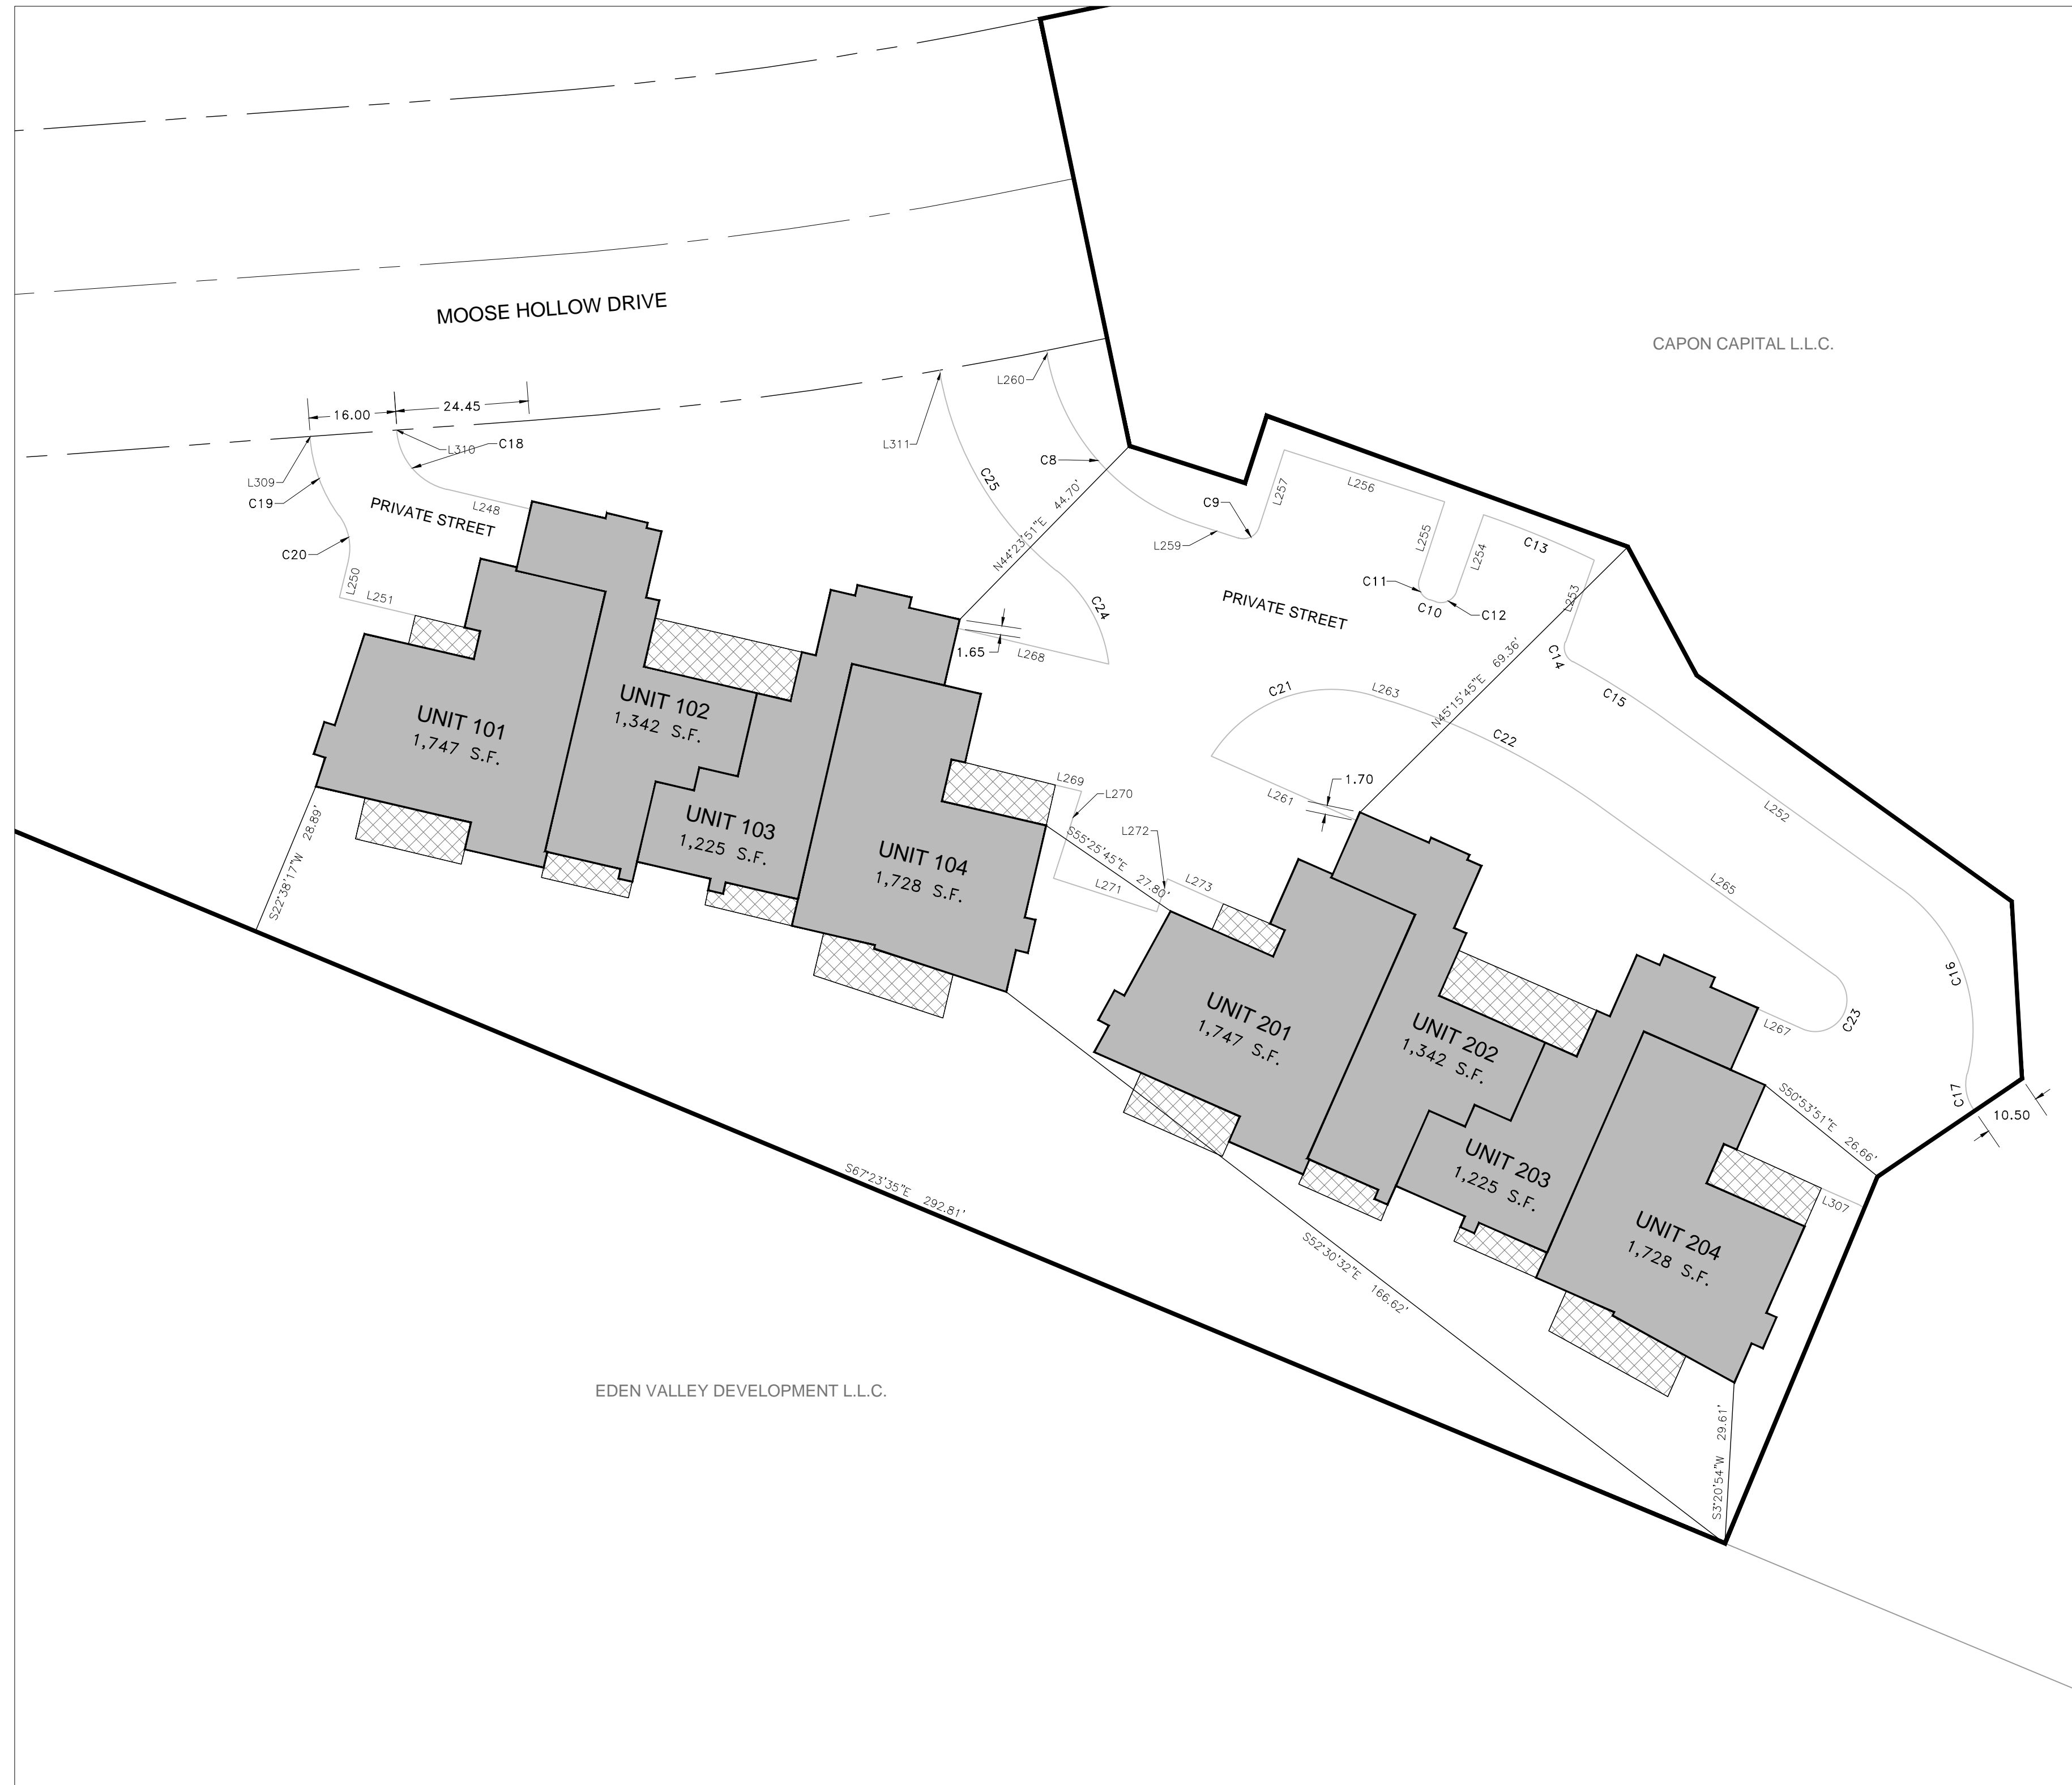 MOOSE HOLLOW DRIVE
CAPON CAPITAL L.L.C.
L260
16.00
24.45
L311
L310
C18
L309
C19
C8
C25
N44°23'51"E 44.70'
C9
L257
L256
L259
L255
L254
C13
PRIVATE STREET
L248
C20
L250
L251
C11
C10
C12
L253
PRIVATE STREET
C24
1.65
L268
C14
C15
N45°15'45"E 69.36'
C21
L263
C22
UNIT 101
1,747 S.F.
UNIT 102
1,342 S.F.
UNIT 103
1,225 S.F.
UNIT 104
1,728 S.F.
L269
L270
L272
S55°25'45"E 27.80'
L271
L273
1.70
L261
L252
L265
S22°38'17"W 28.89'
C16
C23
L267
C17
10.50
UNIT 201
1,747 S.F.
UNIT 202
1,342 S.F.
UNIT 203
1,225 S.F.
UNIT 204
1,728 S.F.
S50°53'51"E 26.66'
L307
S67°23'35"E 292.81'
S52°30'32"E 166.62'
S3°20'54"W 29.61'
EDEN VALLEY DEVELOPMENT L.L.C.